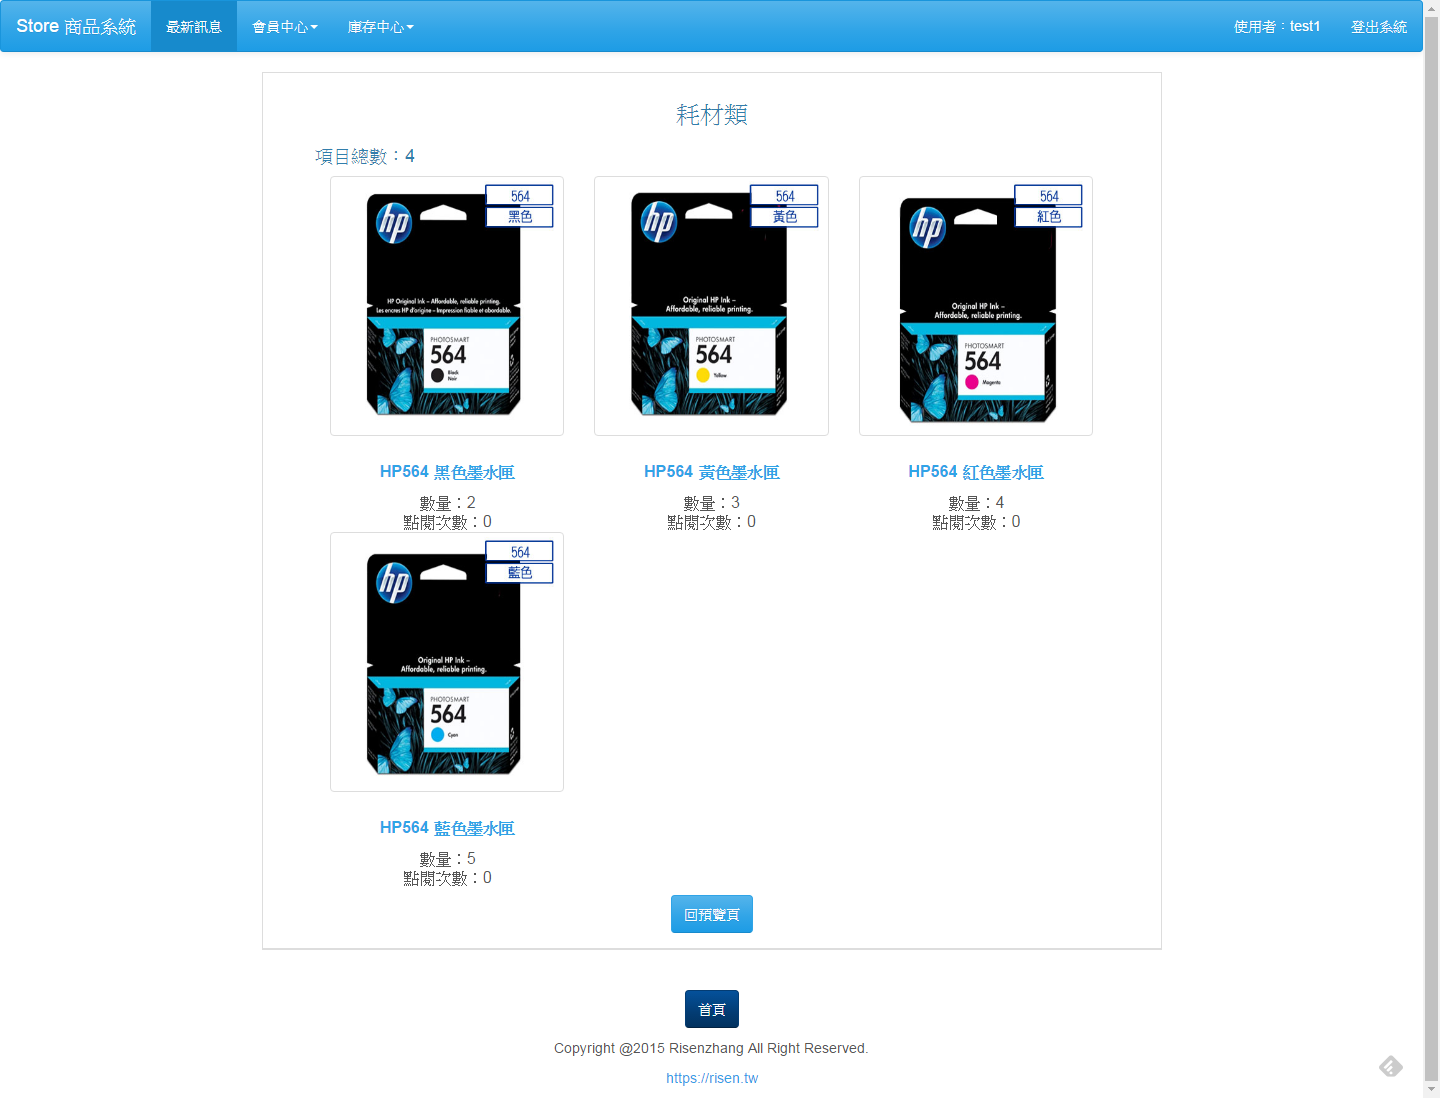 Store 商品系統 最新訊息 會員中心 庫存中心 使用者：test1 登出系統
耗材類
項目總數：4
564
黑色
hp
HP Original Ink – Affordable, reliable printing.
Les encres HP d'origine – Impression fiable et abordable.
PHOTOSMART
564
Black
Noir
564
黃色
hp
Original HP Ink –
Affordable, reliable printing.
PHOTOSMART
564
Yellow
564
紅色
hp
Original HP Ink –
Affordable, reliable printing.
PHOTOSMART
564
Magenta
HP564 黑色墨水匣
數量：2
點閱次數：0
HP564 黃色墨水匣
數量：3
點閱次數：0
HP564 紅色墨水匣
數量：4
點閱次數：0
564
藍色
hp
Original HP Ink –
Affordable, reliable printing.
PHOTOSMART
564
Cyan
HP564 藍色墨水匣
數量：5
點閱次數：0
回預覽頁
首頁
Copyright @2015 Risenzhang All Right Reserved.
https://risen.tw